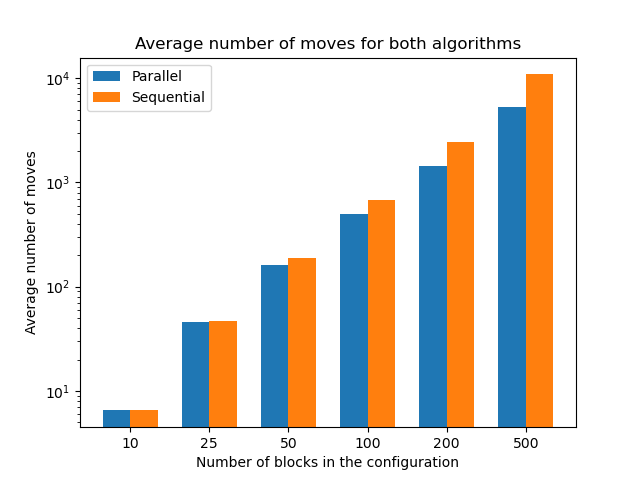 Average number of moves for both algorithms
Parallel
Sequential
10⁴
10³
10²
10¹
Average number of moves
10 25 50 100 200 500
Number of blocks in the configuration